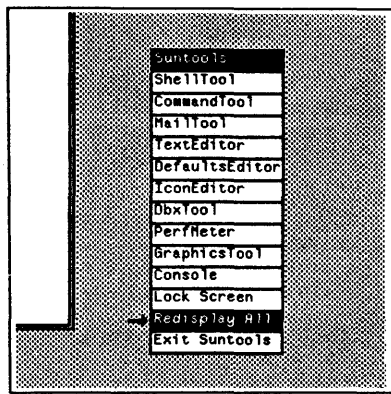 Suntools
ShellTool
CommandTool
MailTool
TextEditor
DefaultsEditor
IconEditor
DbxTool
PerfMeter
GraphicsTool
Console
Lock Screen
Redisplay All
Exit Suntools